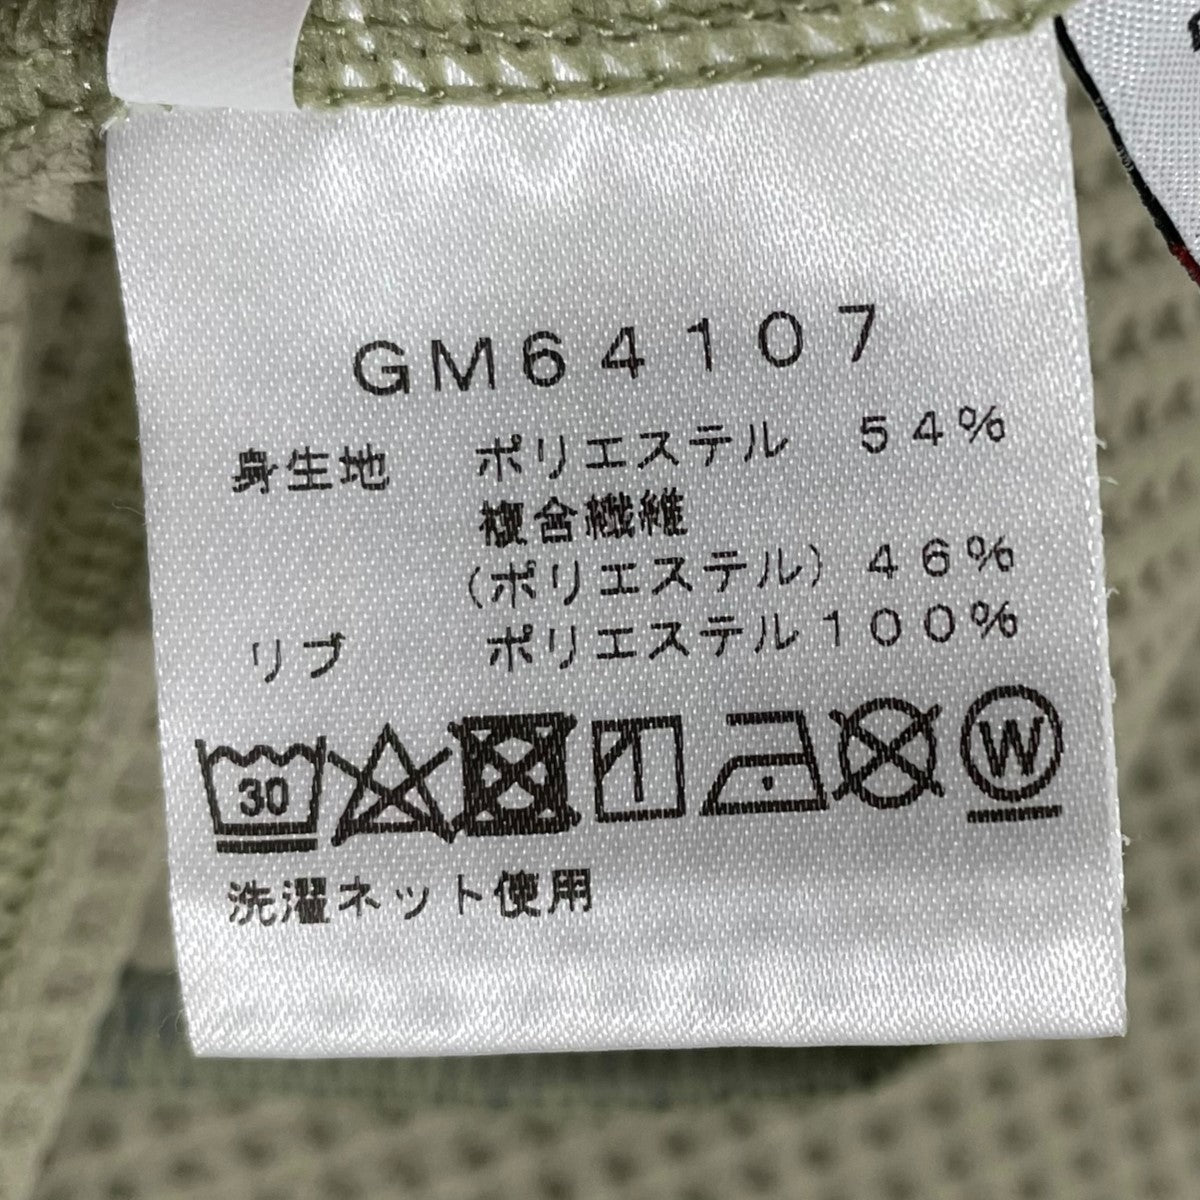 GM64107
身生地 ポリエステル 54%
複合繊維
(ポリエステル) 46%
リブ ポリエステル100%
30 W
洗濯ネット使用